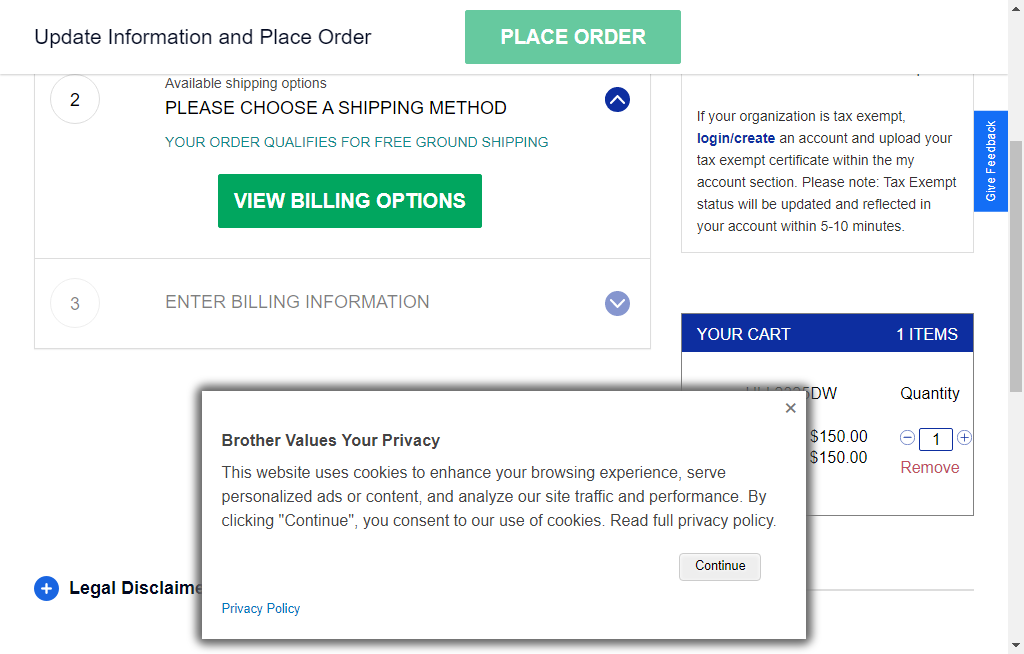 Update Information and Place Order
PLACE ORDER
2
Available shipping options
PLEASE CHOOSE A SHIPPING METHOD
YOUR ORDER QUALIFIES FOR FREE GROUND SHIPPING
VIEW BILLING OPTIONS
3
ENTER BILLING INFORMATION
If your organization is tax exempt,
login/create an account and upload your
tax exempt certificate within the my
account section. Please note: Tax Exempt
status will be updated and reflected in
your account within 5-10 minutes.
Give Feedback
YOUR CART 1 ITEMS
Quantity
$150.00
1
$150.00
Remove
Brother Values Your Privacy
This website uses cookies to enhance your browsing experience, serve
personalized ads or content, and analyze our site traffic and performance. By
clicking "Continue", you consent to our use of cookies. Read full privacy policy.
Continue
Privacy Policy
Legal